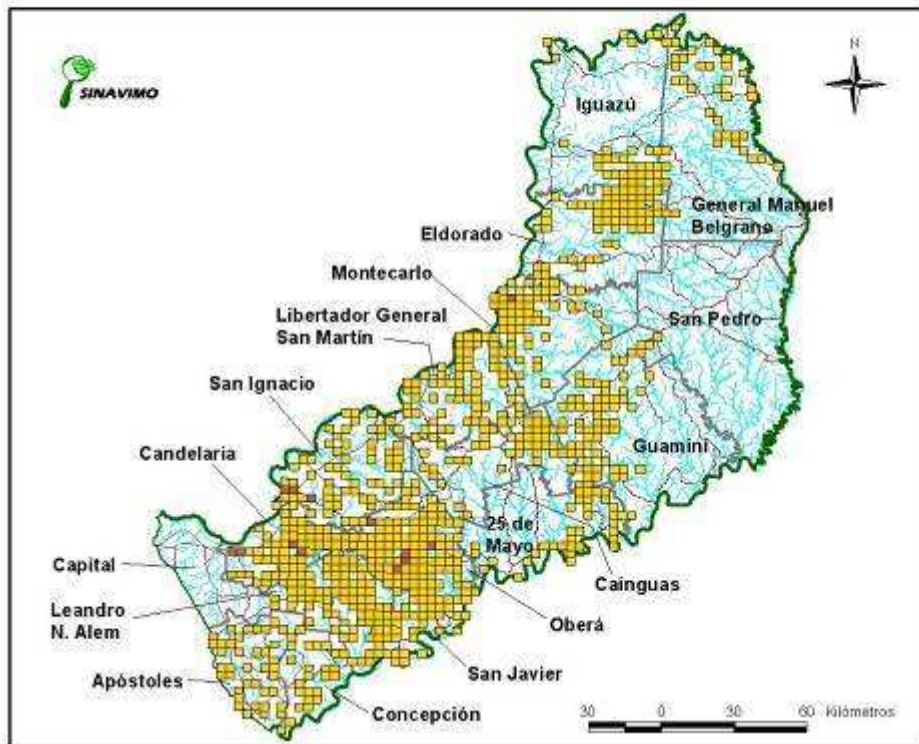 SINAVIMO
N
Iguazú
General Manuel
Belgrano
Eldorado
Montecarlo
Libertador General
San Martín
San Pedro
San Ignacio
Guaminí
Candelaria
25 de
Mayo
Capital
Cainguas
Leandro
N. Alem
Oberá
San Javier
Apóstoles
Concepción
30 0 30 60 Kilómetros